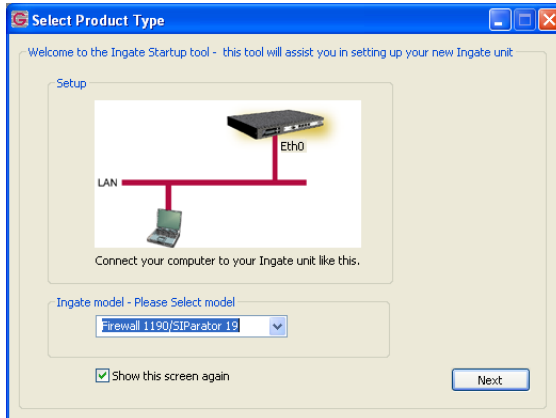 Select Product Type
Welcome to the Ingate Startup tool - this tool will assist you in setting up your new Ingate unit
Setup
Eth0
LAN
Connect your computer to your Ingate unit like this.
Ingate model - Please Select model
Firewall 1190/SIParator 19
Show this screen again
Next